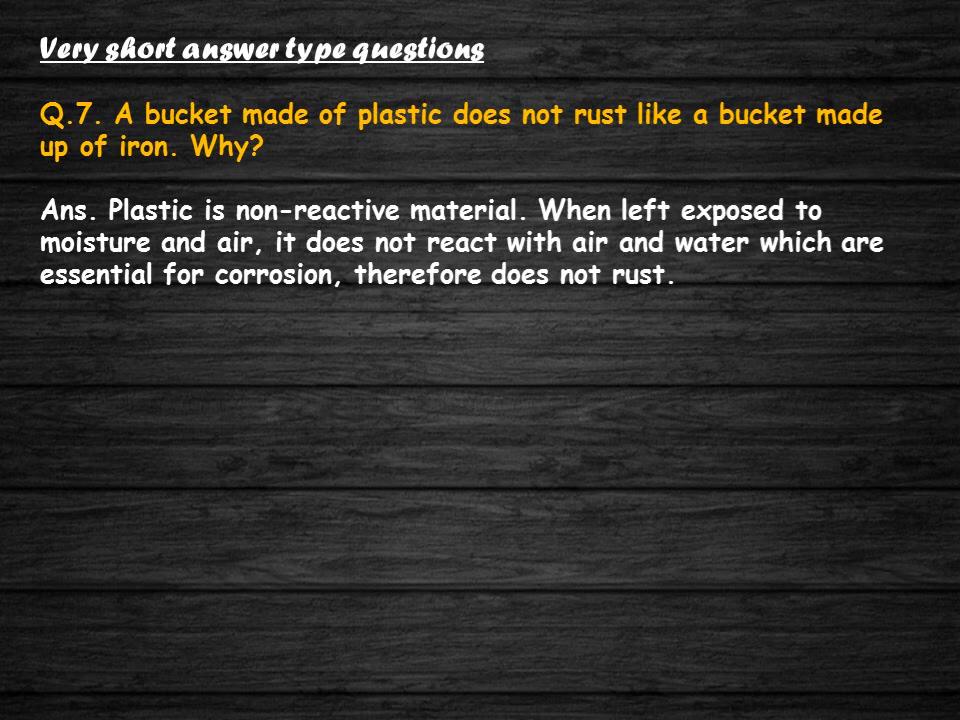 Very short answer type questions
Q.7. A bucket made of plastic does not rust like a bucket made
up of iron. Why?
Ans. Plastic is non-reactive material. When left exposed to
moisture and air, it does not react with air and water which are
essential for corrosion, therefore does not rust.